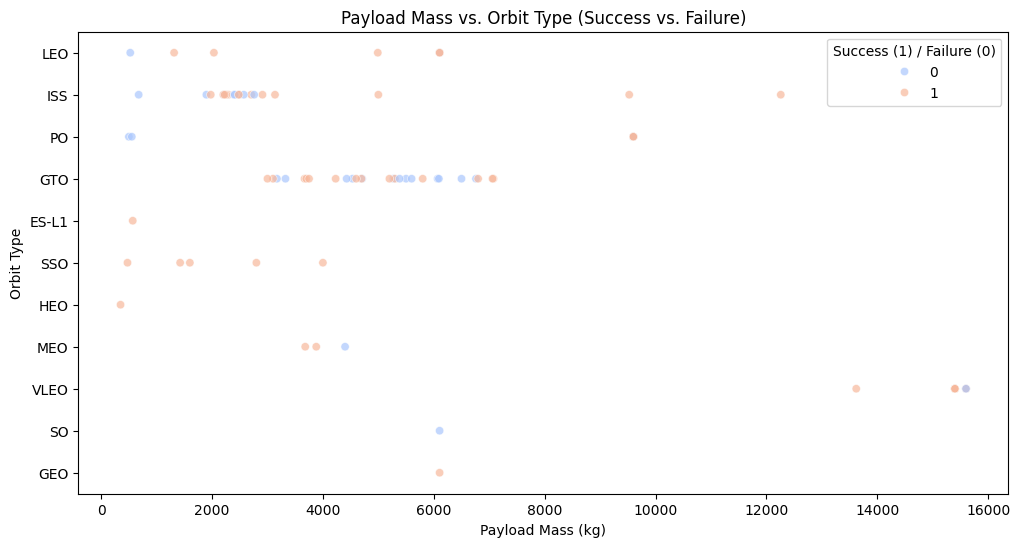 Payload Mass vs. Orbit Type (Success vs. Failure)
Success (1) / Failure (0)
0
1
Orbit Type
LEO
ISS
PO
GTO
ES-L1
SSO
HEO
MEO
VLEO
SO
GEO
0 2000 4000 6000 8000 10000 12000 14000 16000
Payload Mass (kg)